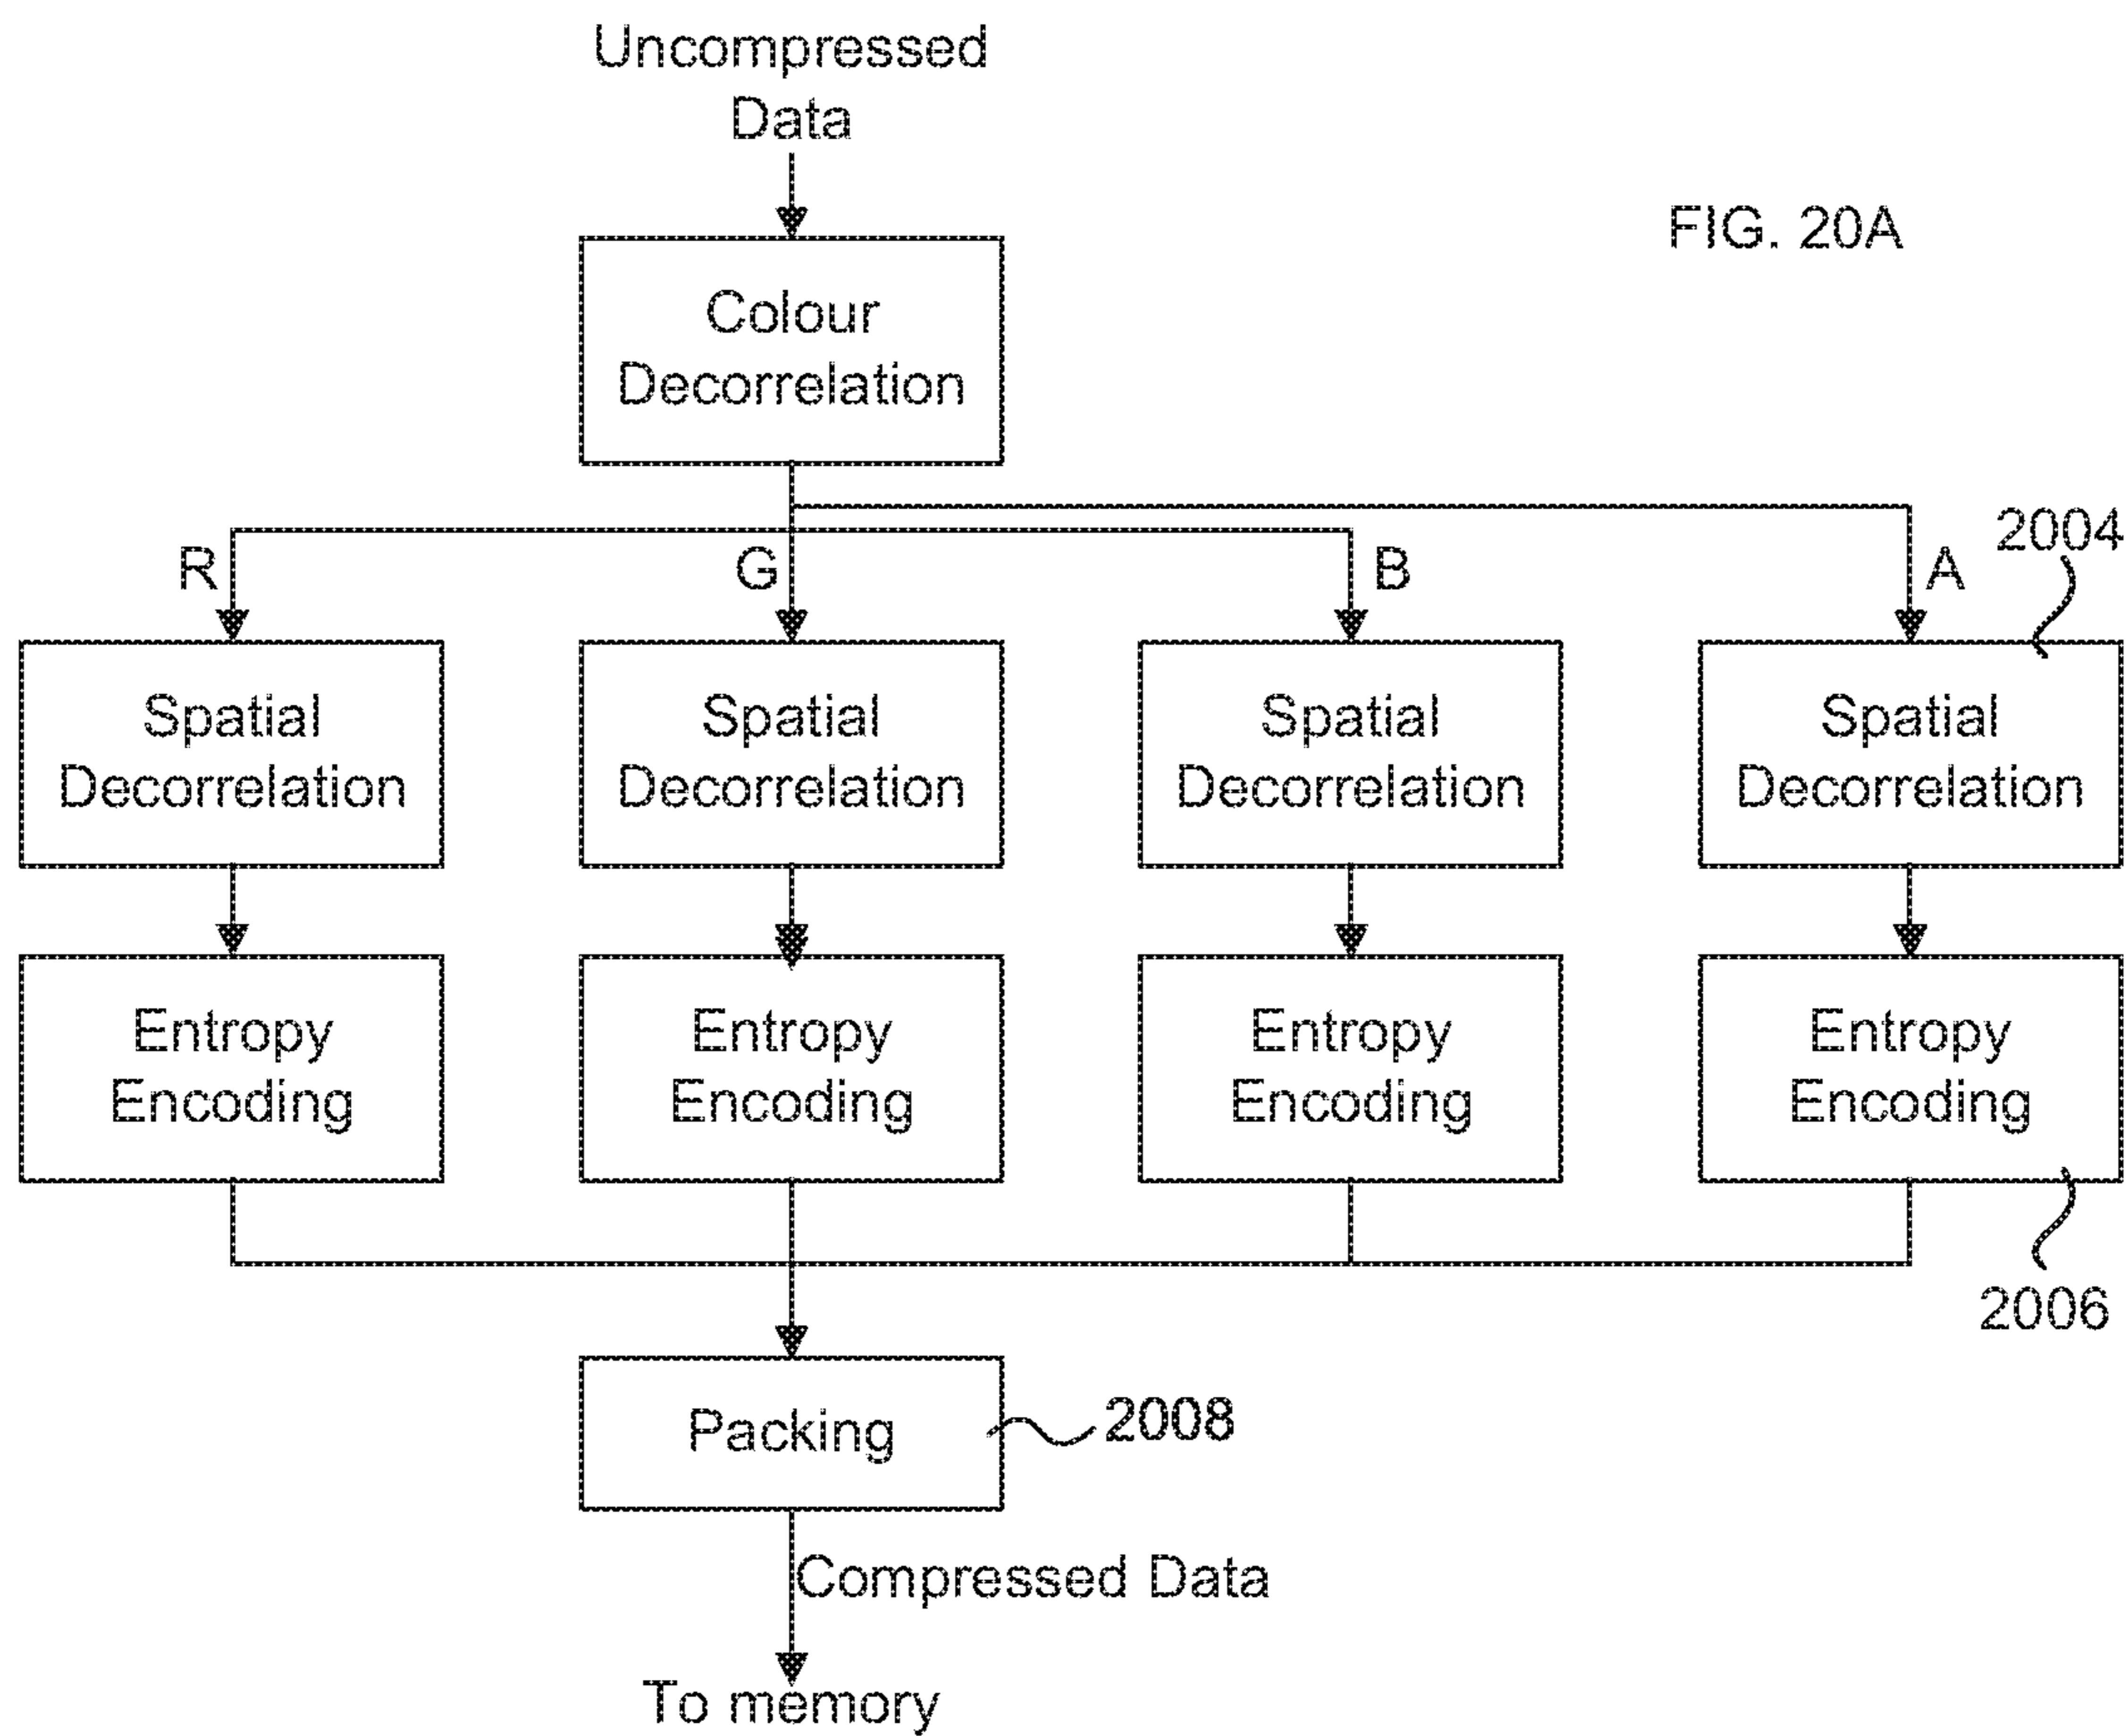 Uncompressed
Data
FIG. 20A
Colour
Decorrelation
2004
R
G
B
A
Spatial
Decorrelation
Spatial
Decorrelation
Spatial
Decorrelation
Spatial
Decorrelation
Entropy
Encoding
Entropy
Encoding
Entropy
Encoding
Entropy
Encoding
2006
Packing
2008
Compressed Data
To memory